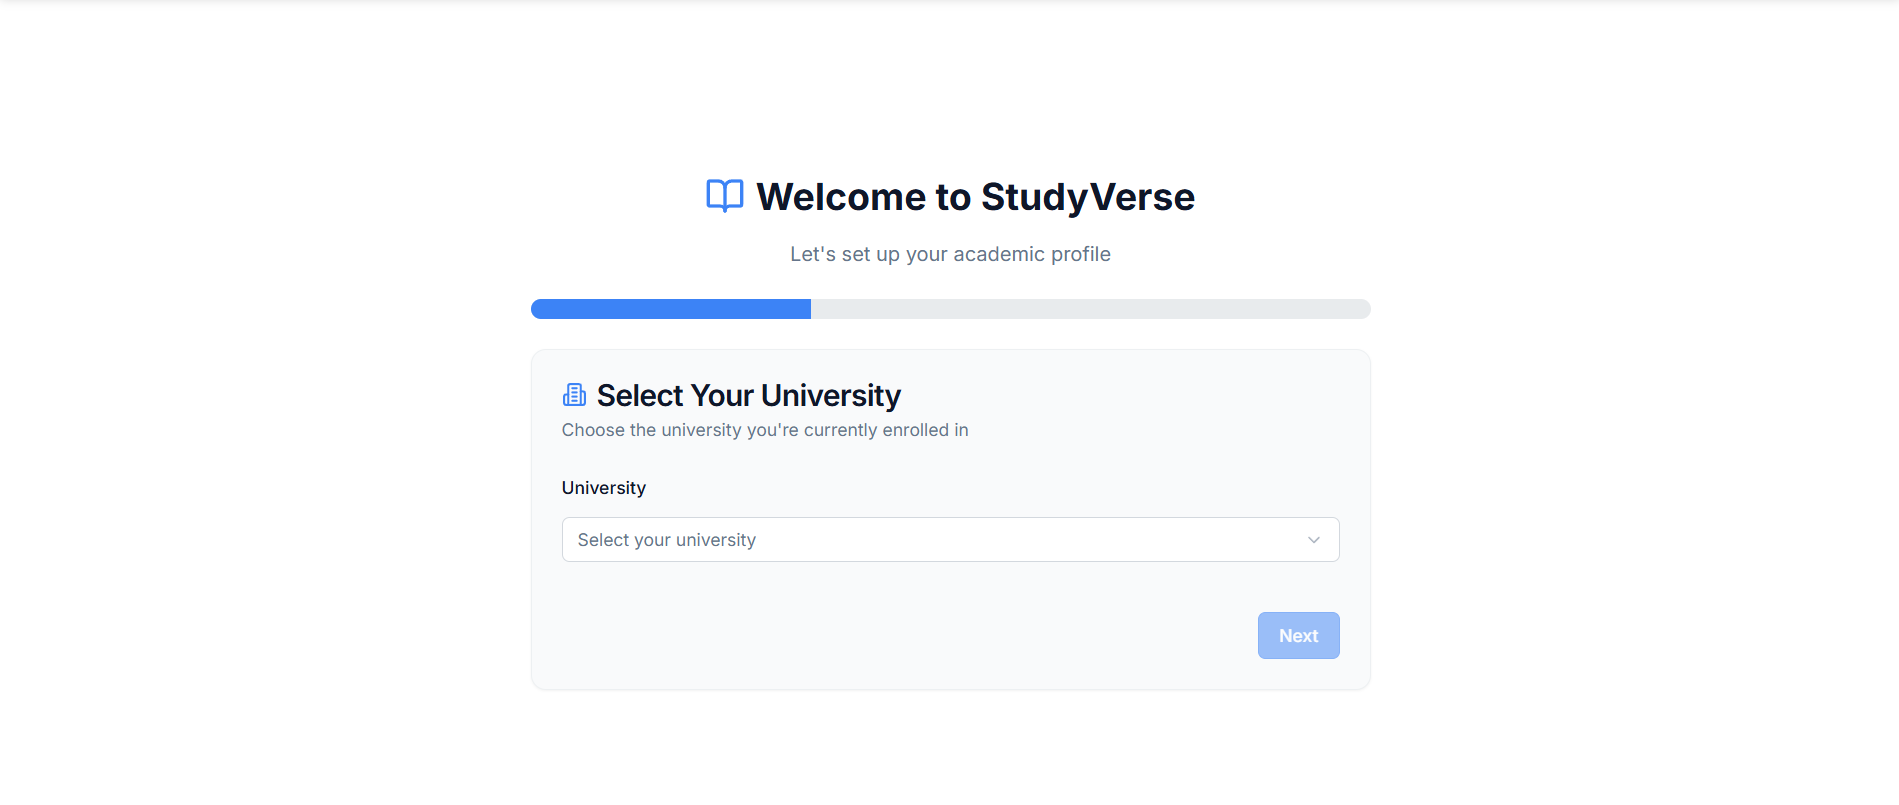 Welcome to StudyVerse
Let's set up your academic profile
Select Your University
Choose the university you're currently enrolled in
University
Select your university
Next